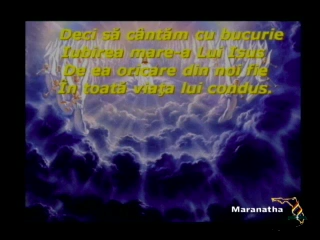 Deci să cântăm cu bucurie
Iubirea mare-a Lui Isus
De ea oricare din noi fie
În toată viaţa lui condus.
Maranatha